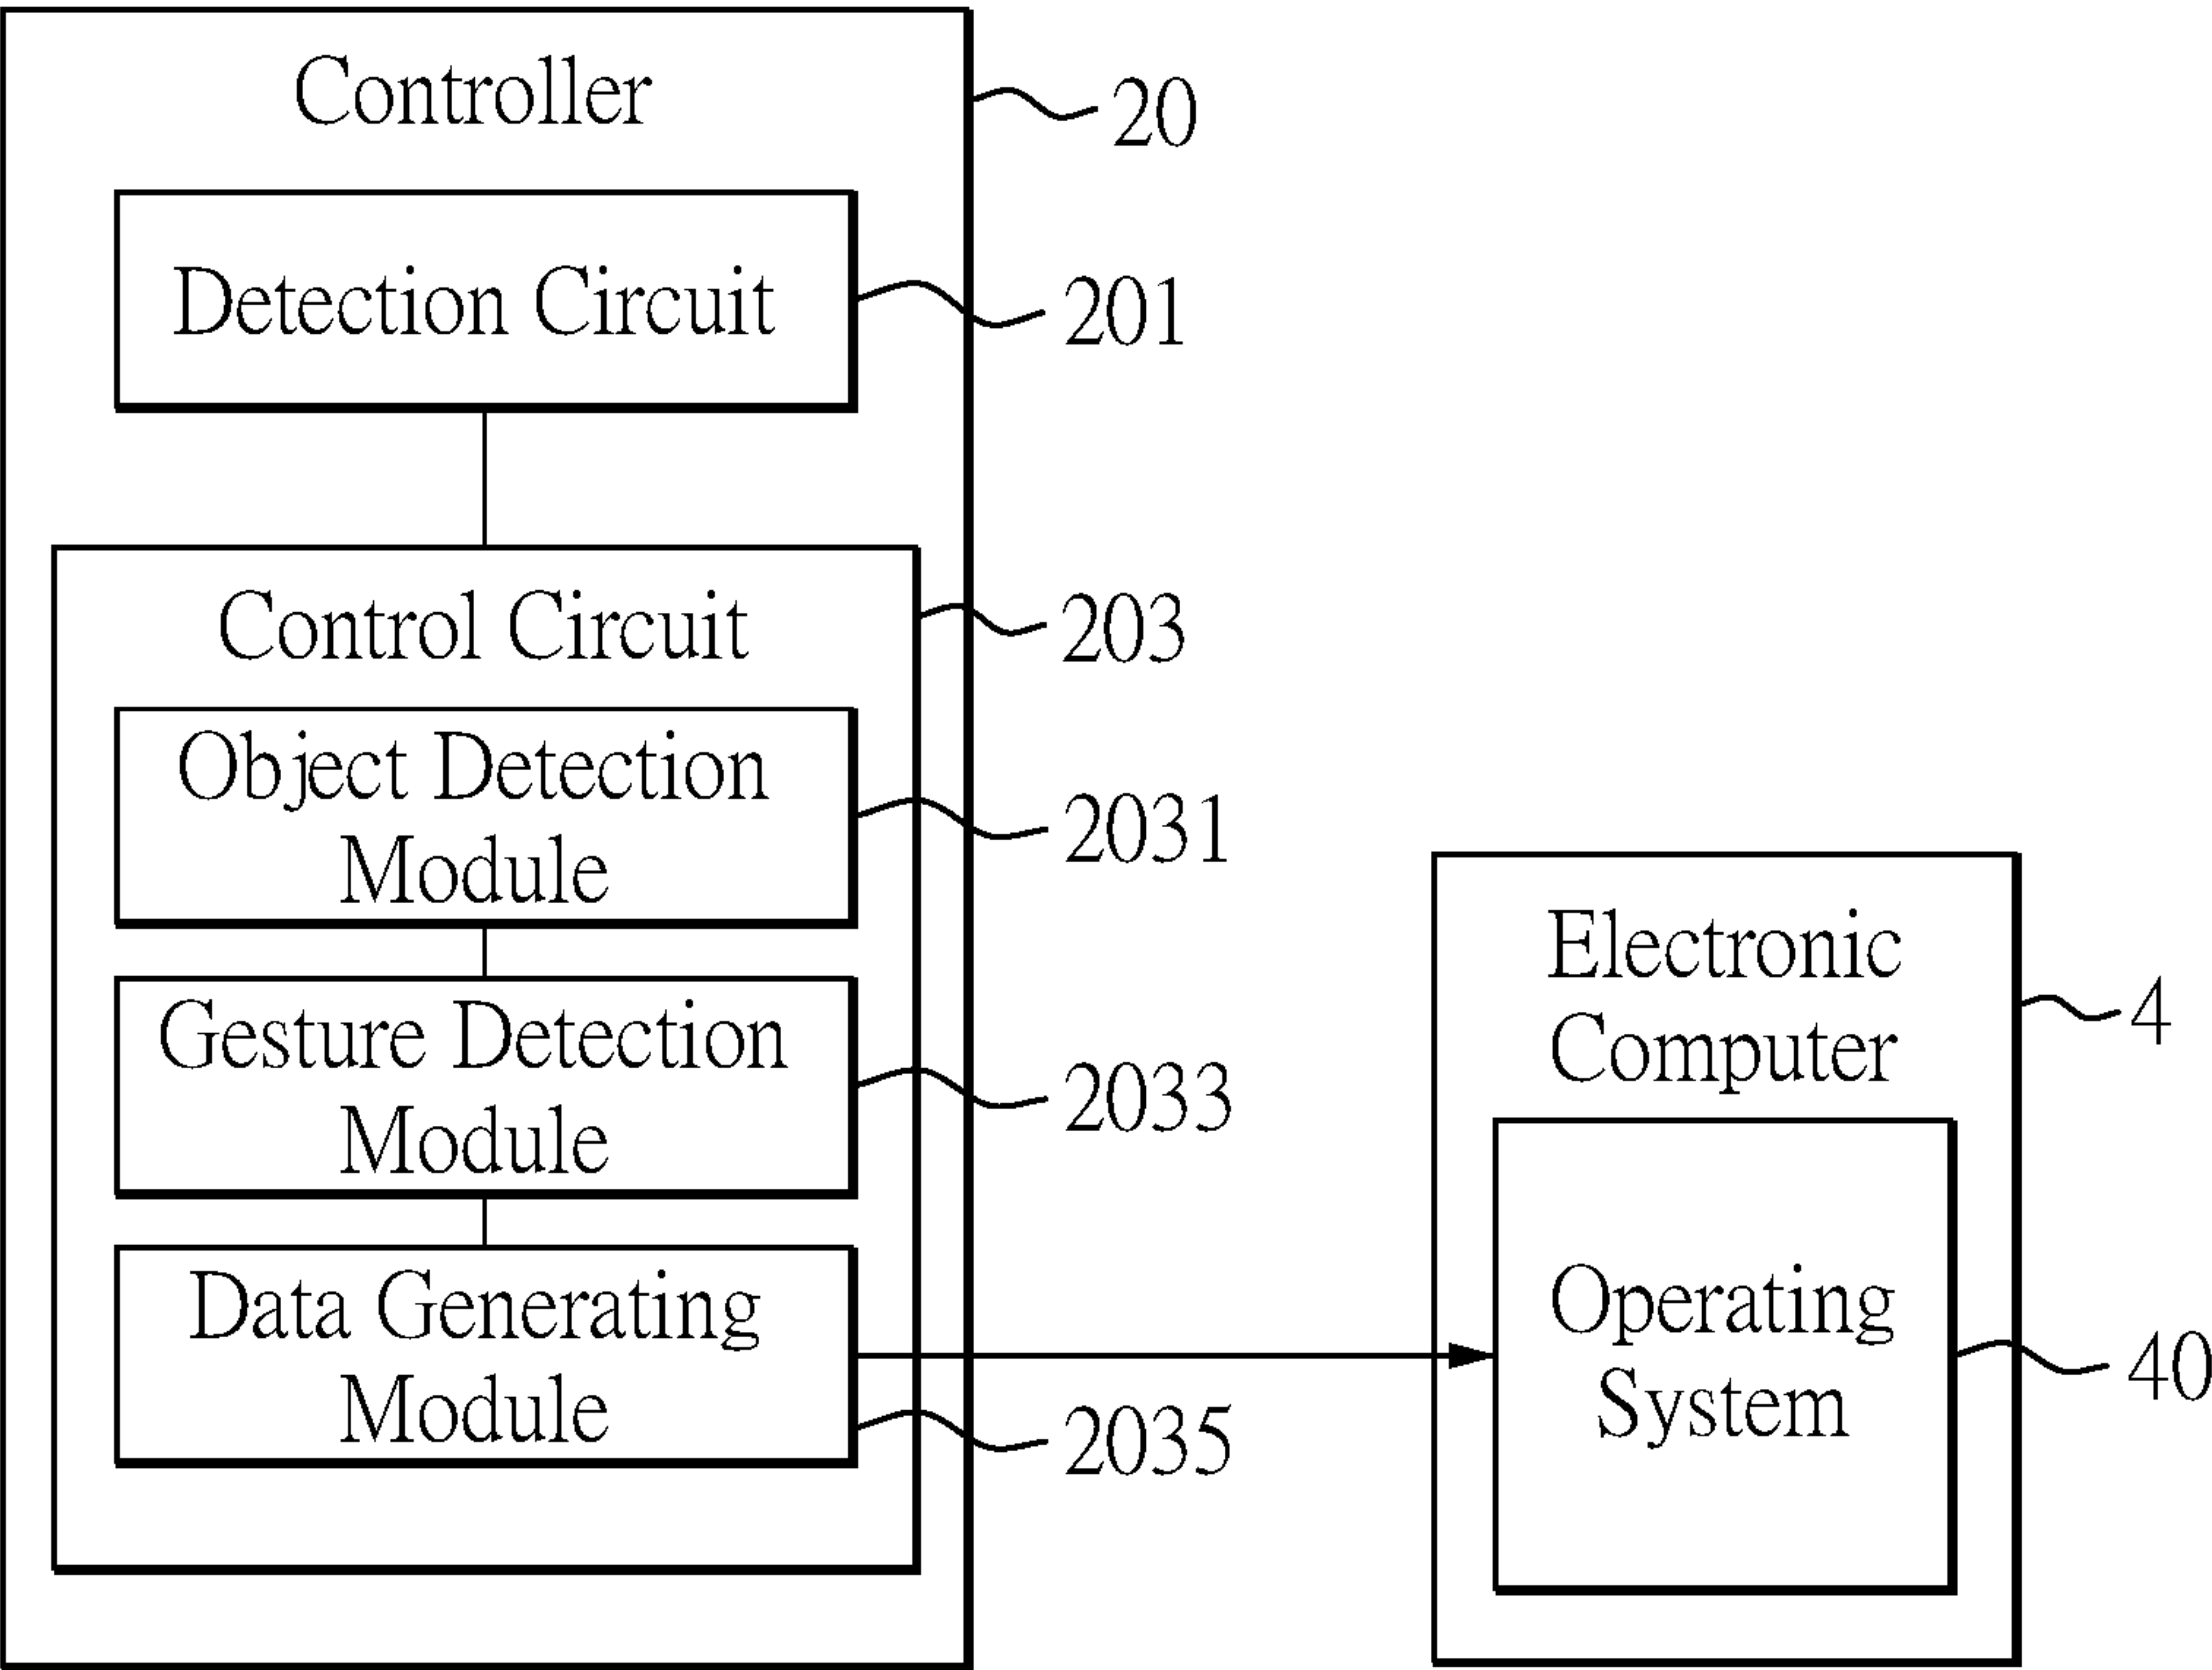 Controller
20
Detection Circuit
201
Control Circuit
203
Object Detection
Module
2031
Gesture Detection
Module
2033
Data Generating
Module
2035
Electronic
Computer
4
Operating
System
40